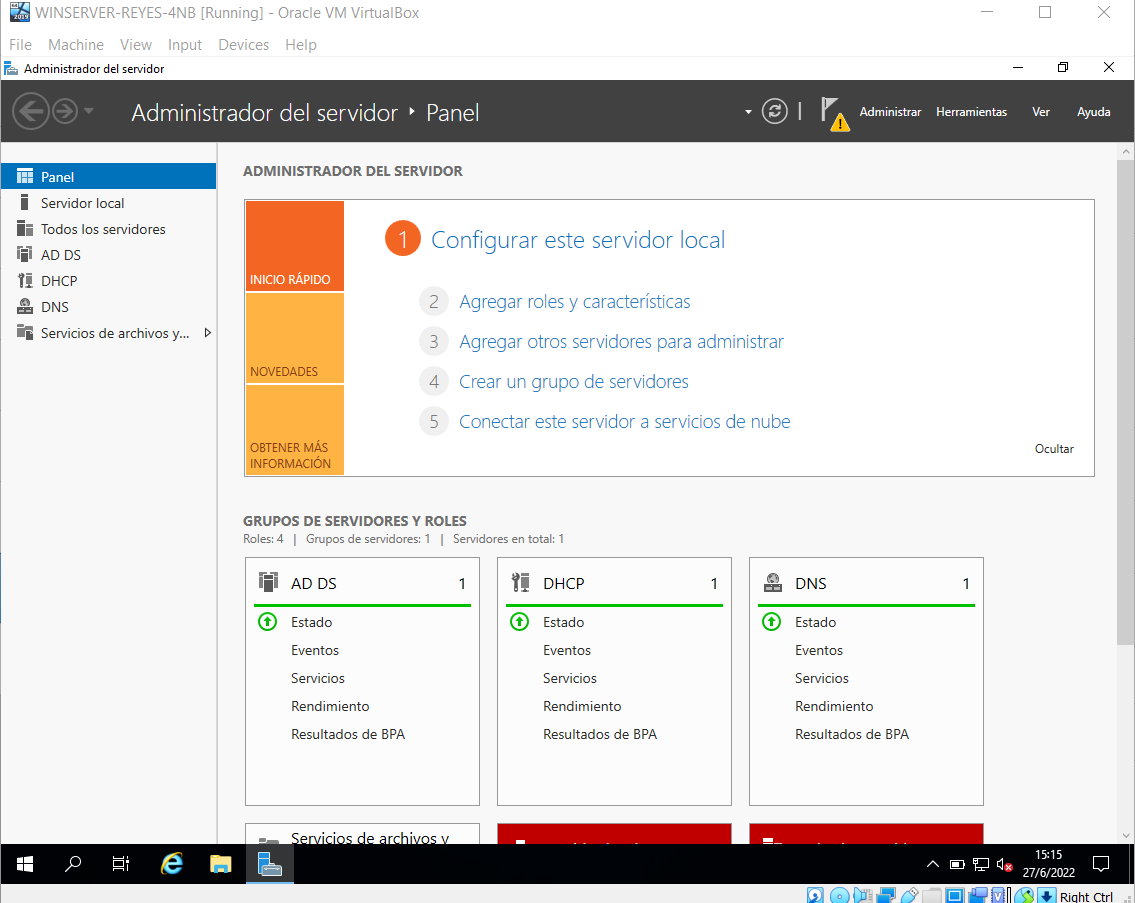 WINSERVER-REYES-4NB [Running] - Oracle VM VirtualBox
File Machine View Input Devices Help
Administrador del servidor
Administrador del servidor ‣ Panel
Administrar Herramientas Ver Ayuda
Panel
Servidor local
Todos los servidores
AD DS
DHCP
DNS
Servicios de archivos y...
ADMINISTRADOR DEL SERVIDOR
INICIO RÁPIDO
NOVEDADES
OBTENER MÁS
INFORMACIÓN
1 Configurar este servidor local
2 Agregar roles y características
3 Agregar otros servidores para administrar
4 Crear un grupo de servidores
5 Conectar este servidor a servicios de nube
Ocultar
GRUPOS DE SERVIDORES Y ROLES
Roles: 4 | Grupos de servidores: 1 | Servidores en total: 1
AD DS 1
Estado
Eventos
Servicios
Rendimiento
Resultados de BPA
DHCP 1
Estado
Eventos
Servicios
Rendimiento
Resultados de BPA
DNS 1
Estado
Eventos
Servicios
Rendimiento
Resultados de BPA
Servicios de archivos y
15:15
27/6/2022
Right Ctrl